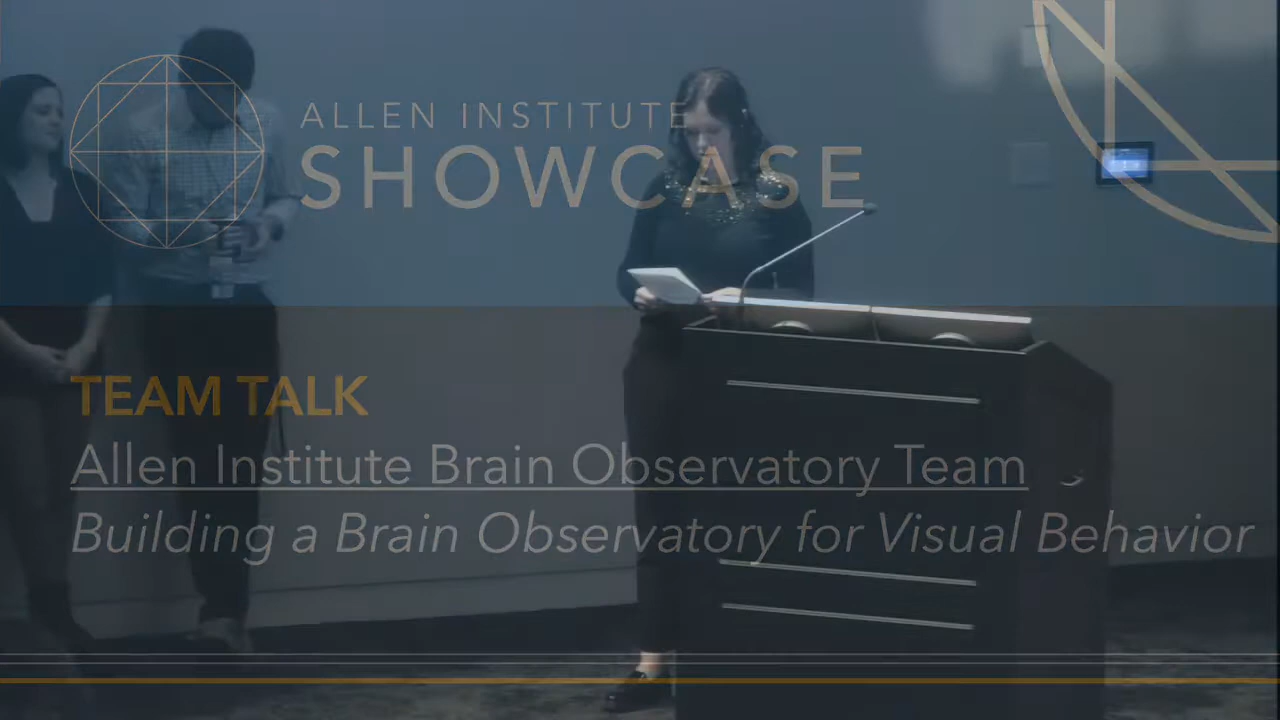 ALLEN INSTITUTE
SHOWCASE
TEAM TALK
Allen Institute Brain Observatory Team
Building a Brain Observatory for Visual Behavior